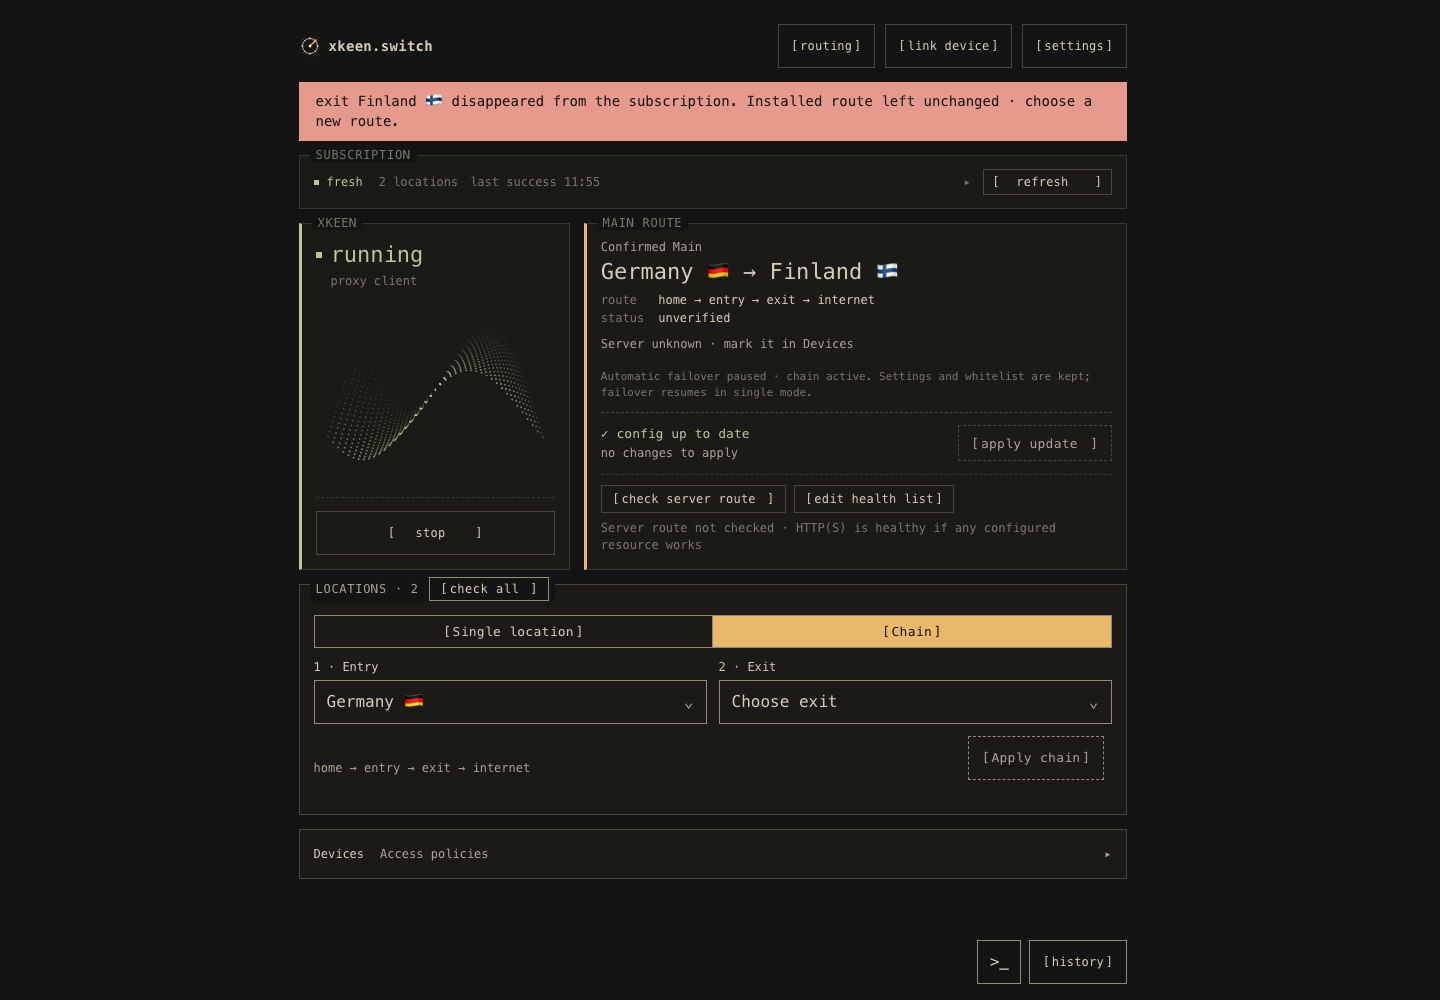 xkeen.switch
[routing] [link device] [settings]
exit Finland 🇫🇮 disappeared from the subscription. Installed route left unchanged · choose a
new route.
SUBSCRIPTION
fresh 2 locations last success 11:55 ▸ [ refresh ]
XKEEN
running
proxy client
[ stop ]
MAIN ROUTE
Confirmed Main
Germany 🇩🇪 → Finland 🇫🇮
route home → entry → exit → internet
status unverified
Server unknown · mark it in Devices
Automatic failover paused · chain active. Settings and whitelist are kept;
failover resumes in single mode.
✓ config up to date
no changes to apply
[apply update ]
[check server route ] [edit health list]
Server route not checked · HTTP(S) is healthy if any configured
resource works
LOCATIONS · 2 [check all ]
[Single location] [Chain]
1 · Entry
Germany 🇩🇪
2 · Exit
Choose exit
home → entry → exit → internet
[Apply chain]
Devices Access policies ▸
>_ [history]